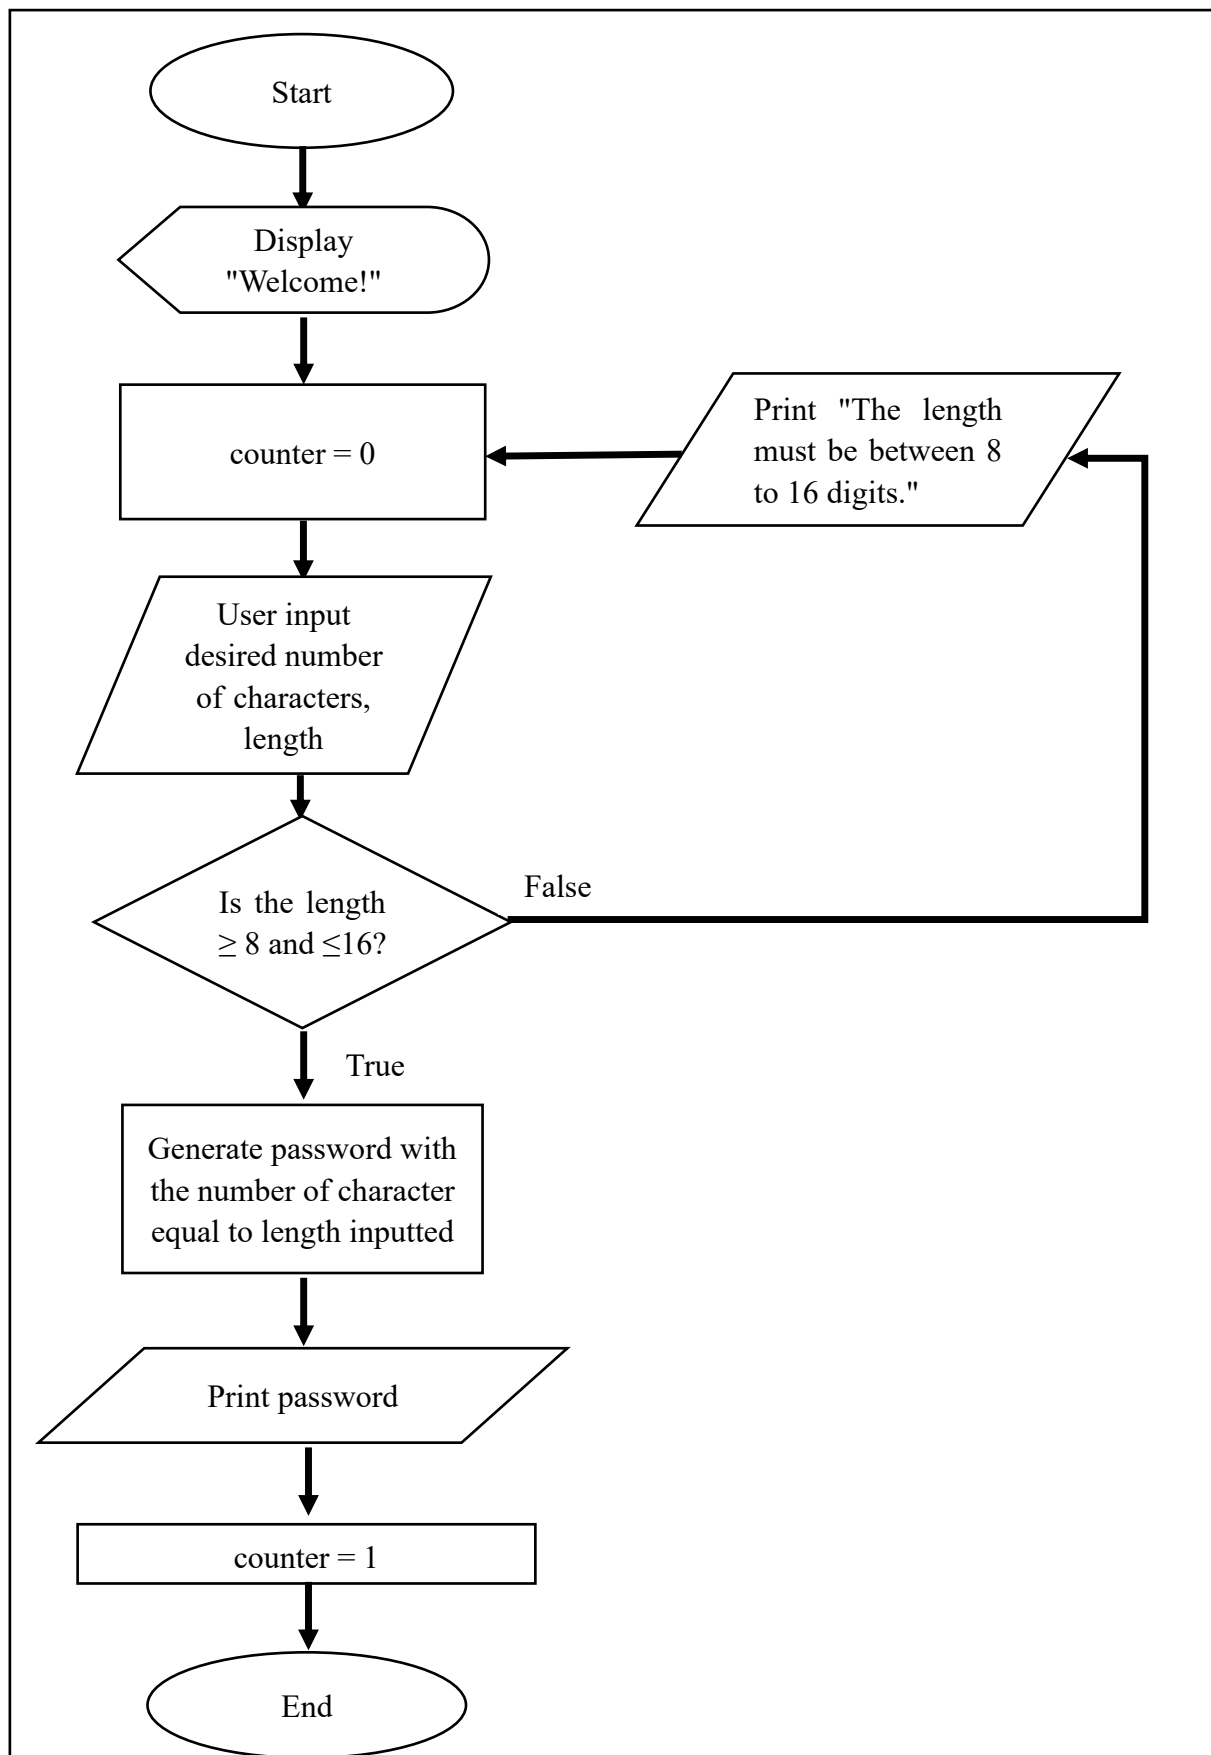 Start
Display
"Welcome!"
counter = 0
Print "The length
must be between 8
to 16 digits."
User input
desired number
of characters,
length
Is the length
≥ 8 and ≤16?
False
True
Generate password with
the number of character
equal to length inputted
Print password
counter = 1
End